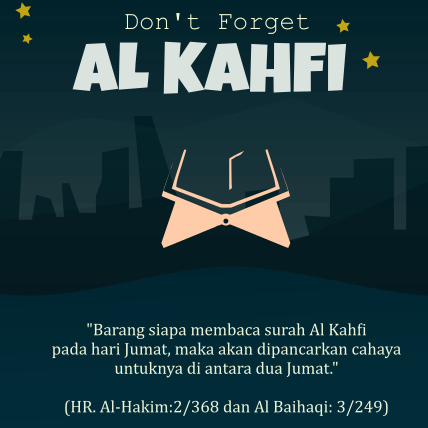 Don't Forget
AL KAHFI
"Barang siapa membaca surah Al Kahfi
pada hari Jumat, maka akan dipancarkan cahaya
untuknya di antara dua Jumat."
(HR. Al-Hakim:2/368 dan Al Baihaqi: 3/249)